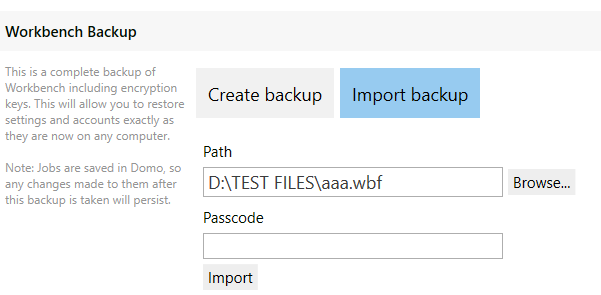 Workbench Backup
This is a complete backup of
Workbench including encryption
keys. This will allow you to restore
settings and accounts exactly as
they are now on any computer.
Note: Jobs are saved in Domo, so
any changes made to them after
this backup is taken will persist.
Create backup
Import backup
Path
D:\TEST FILES\aaa.wbf
Browse...
Passcode
Import